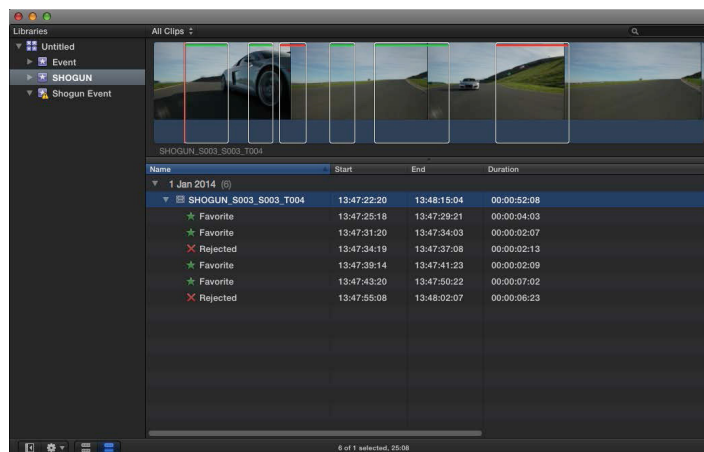 Libraries
All Clips
Untitled
Event
SHOGUN
Shogun Event
SHOGUN_S003_S003_T004
Name Start End Duration
1 Jan 2014 (6)
SHOGUN_S003_S003_T004 13:47:22:20 13:48:15:04 00:00:52:08
Favorite 13:47:25:18 13:47:29:21 00:00:04:03
Favorite 13:47:31:20 13:47:34:03 00:00:02:07
Rejected 13:47:34:19 13:47:37:08 00:00:02:13
Favorite 13:47:39:14 13:47:41:23 00:00:02:09
Favorite 13:47:43:20 13:47:50:22 00:00:07:02
Rejected 13:47:55:08 13:48:02:07 00:00:06:23
6 of 1 selected, 25:08